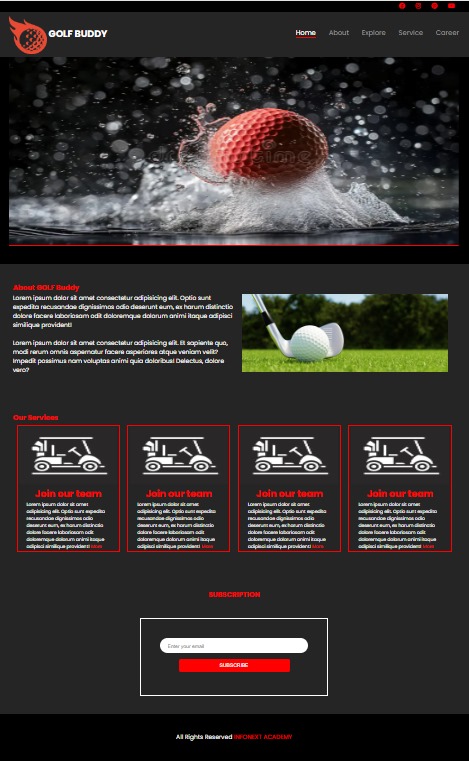 GOLF BUDDY
Home About Explore Service Career
dreamstime
About GOLF Buddy
Lorem ipsum dolor sit amet consectetur adipisicing elit. Optio sunt
expedita recusandae dignissimos odio deserunt eum, ex harum distinctio
dolore facere laboriosam odit doloremque dolorum animi itaque adipisci
similique provident!
Lorem ipsum dolor sit amet consectetur adipisicing elit. Et sapiente quo,
modi rerum omnis aspernatur facere asperiores atque veniam velit?
Impedit possimus nam voluptas animi quia doloribus! Delectus, dolore
vero?
Our Services
Join our team
Lorem ipsum dolor sit amet consectetur
adipisicing elit. Optio sunt expedita
recusandae dignissimos odio
deserunt eum, ex harum distinctio
dolore facere laboriosam odit
doloremque dolorum animi itaque
adipisci similique provident! More
Join our team
Lorem ipsum dolor sit amet consectetur
adipisicing elit. Optio sunt expedita
recusandae dignissimos odio
deserunt eum, ex harum distinctio
dolore facere laboriosam odit
doloremque dolorum animi itaque
adipisci similique provident! More
Join our team
Lorem ipsum dolor sit amet consectetur
adipisicing elit. Optio sunt expedita
recusandae dignissimos odio
deserunt eum, ex harum distinctio
dolore facere laboriosam odit
doloremque dolorum animi itaque
adipisci similique provident! More
Join our team
Lorem ipsum dolor sit amet consectetur
adipisicing elit. Optio sunt expedita
recusandae dignissimos odio
deserunt eum, ex harum distinctio
dolore facere laboriosam odit
doloremque dolorum animi itaque
adipisci similique provident! More
SUBSCRIPTION
Enter your email
SUBSCRIBE
All Rights Reserved INFONEXT ACADEMY